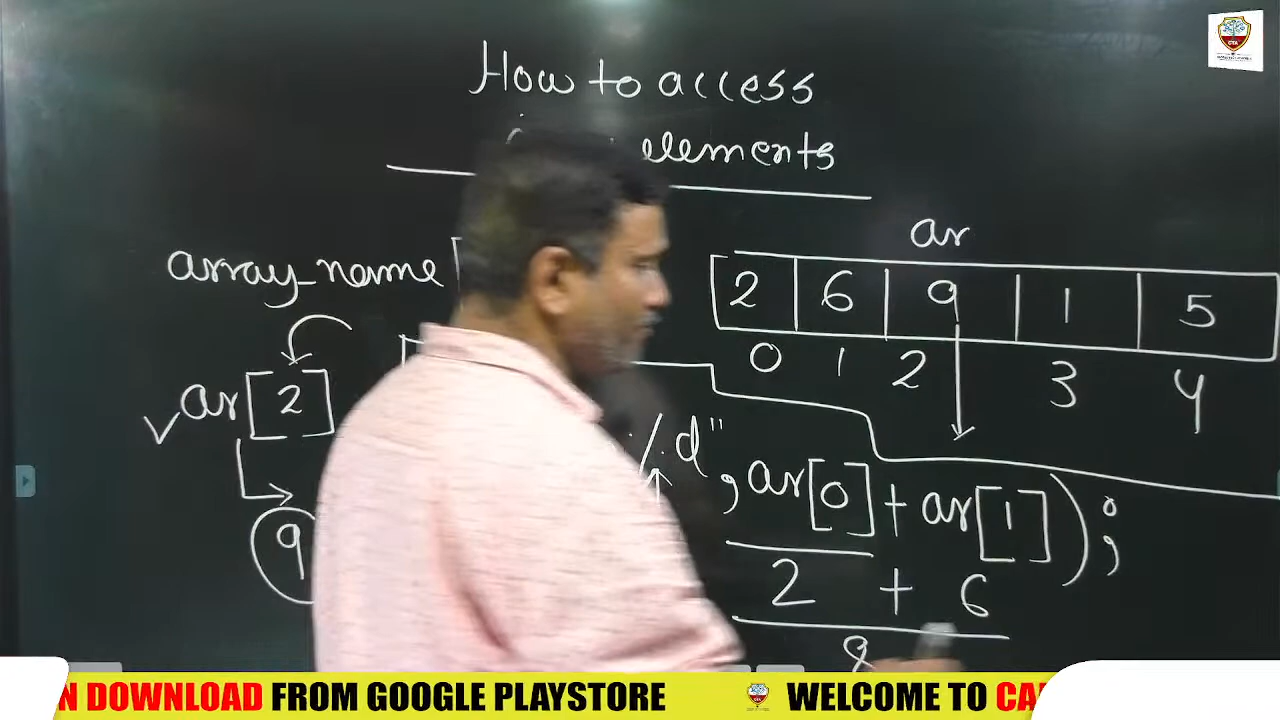 How to access
elements
ar
array_name [
2 6 9 1 5
0 1 2 3 4
ar[2]
%d", ar[0] + ar[1]);
9
2 + 6
8
N DOWNLOAD FROM GOOGLE PLAYSTORE WELCOME TO CA